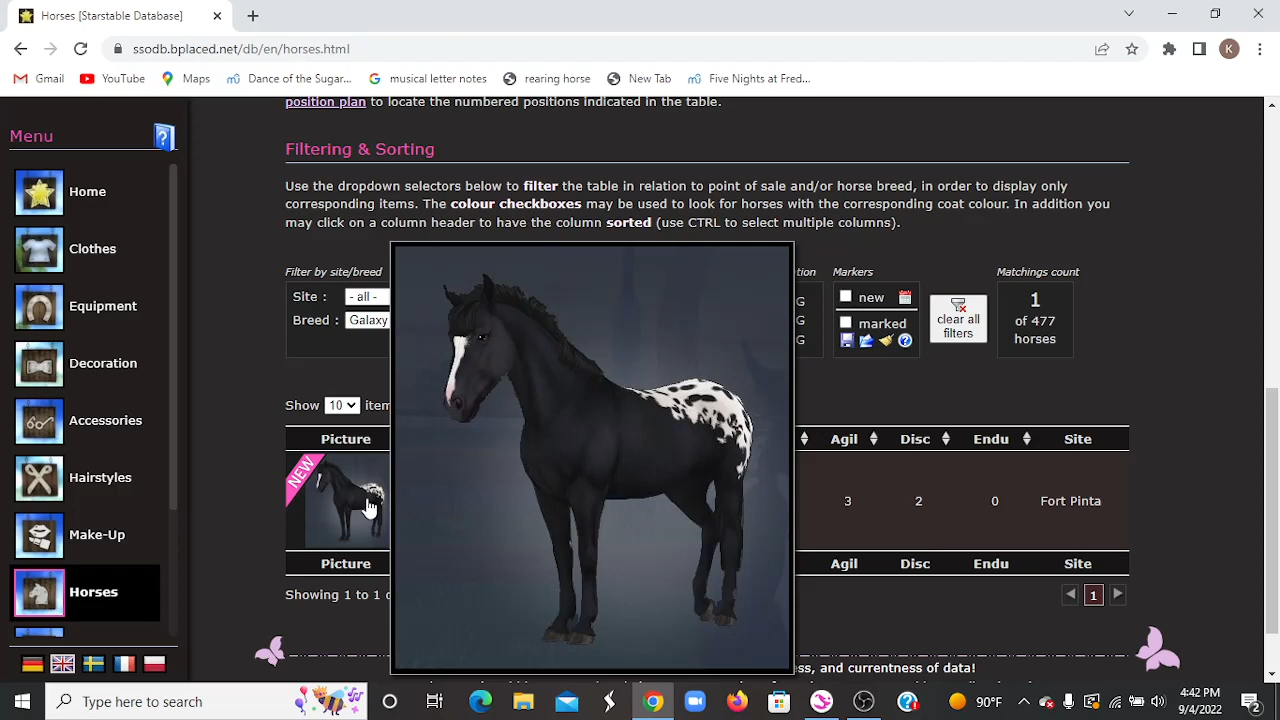 Horses [Starstable Database]
ssodb.bplaced.net/db/en/horses.html
K
Gmail YouTube Maps Dance of the Sugar... musical letter notes rearing horse New Tab Five Nights at Fred...
position plan to locate the numbered positions indicated in the table.
Menu
Home
Clothes
Equipment
Decoration
Accessories
Hairstyles
Make-Up
Horses
Filtering & Sorting
Use the dropdown selectors below to filter the table in relation to point of sale and/or horse breed, in order to display only
corresponding items. The colour checkboxes may be used to look for horses with the corresponding coat colour. In addition you
may click on a column header to have the column sorted (use CTRL to select multiple columns).
Filter by site/breed
Site : - all -
Breed : Galaxy
tion
G
G
G
Markers
new
marked
clear all
filters
Matchings count
1
of 477
horses
Show 10 item
Picture Agil Disc Endu Site
NEW 3 2 0 Fort Pinta
Picture Agil Disc Endu Site
Showing 1 to 1 o
1
ess, and currentness of data!
Type here to search
90°F
4:42 PM
9/4/2022
2